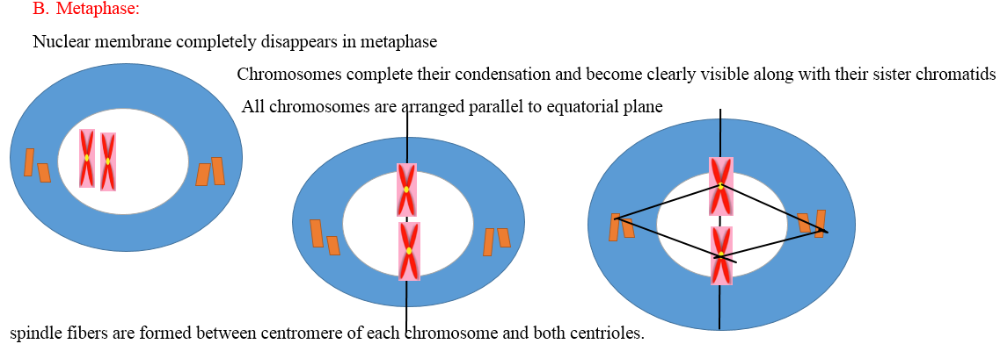 B. Metaphase:
Nuclear membrane completely disappears in metaphase
Chromosomes complete their condensation and become clearly visible along with their sister chromatids
All chromosomes are arranged parallel to equatorial plane
spindle fibers are formed between centromere of each chromosome and both centrioles.